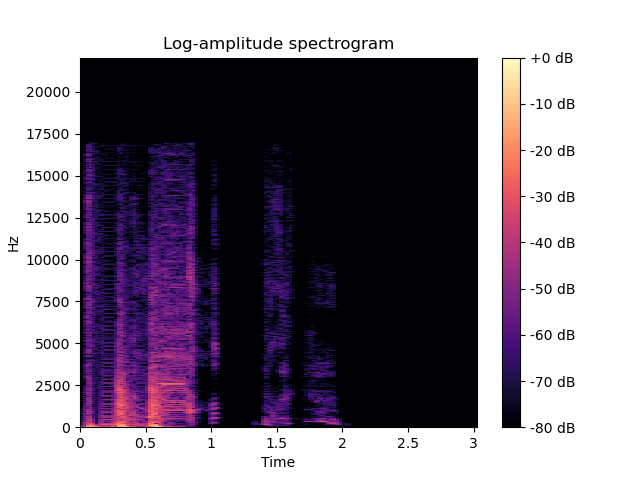 Log-amplitude spectrogram
+0 dB
20000
-10 dB
17500
-20 dB
15000
-30 dB
12500
Hz
-40 dB
10000
-50 dB
7500
-60 dB
5000
-70 dB
2500
0
-80 dB
0 0.5 1 1.5 2 2.5 3
Time